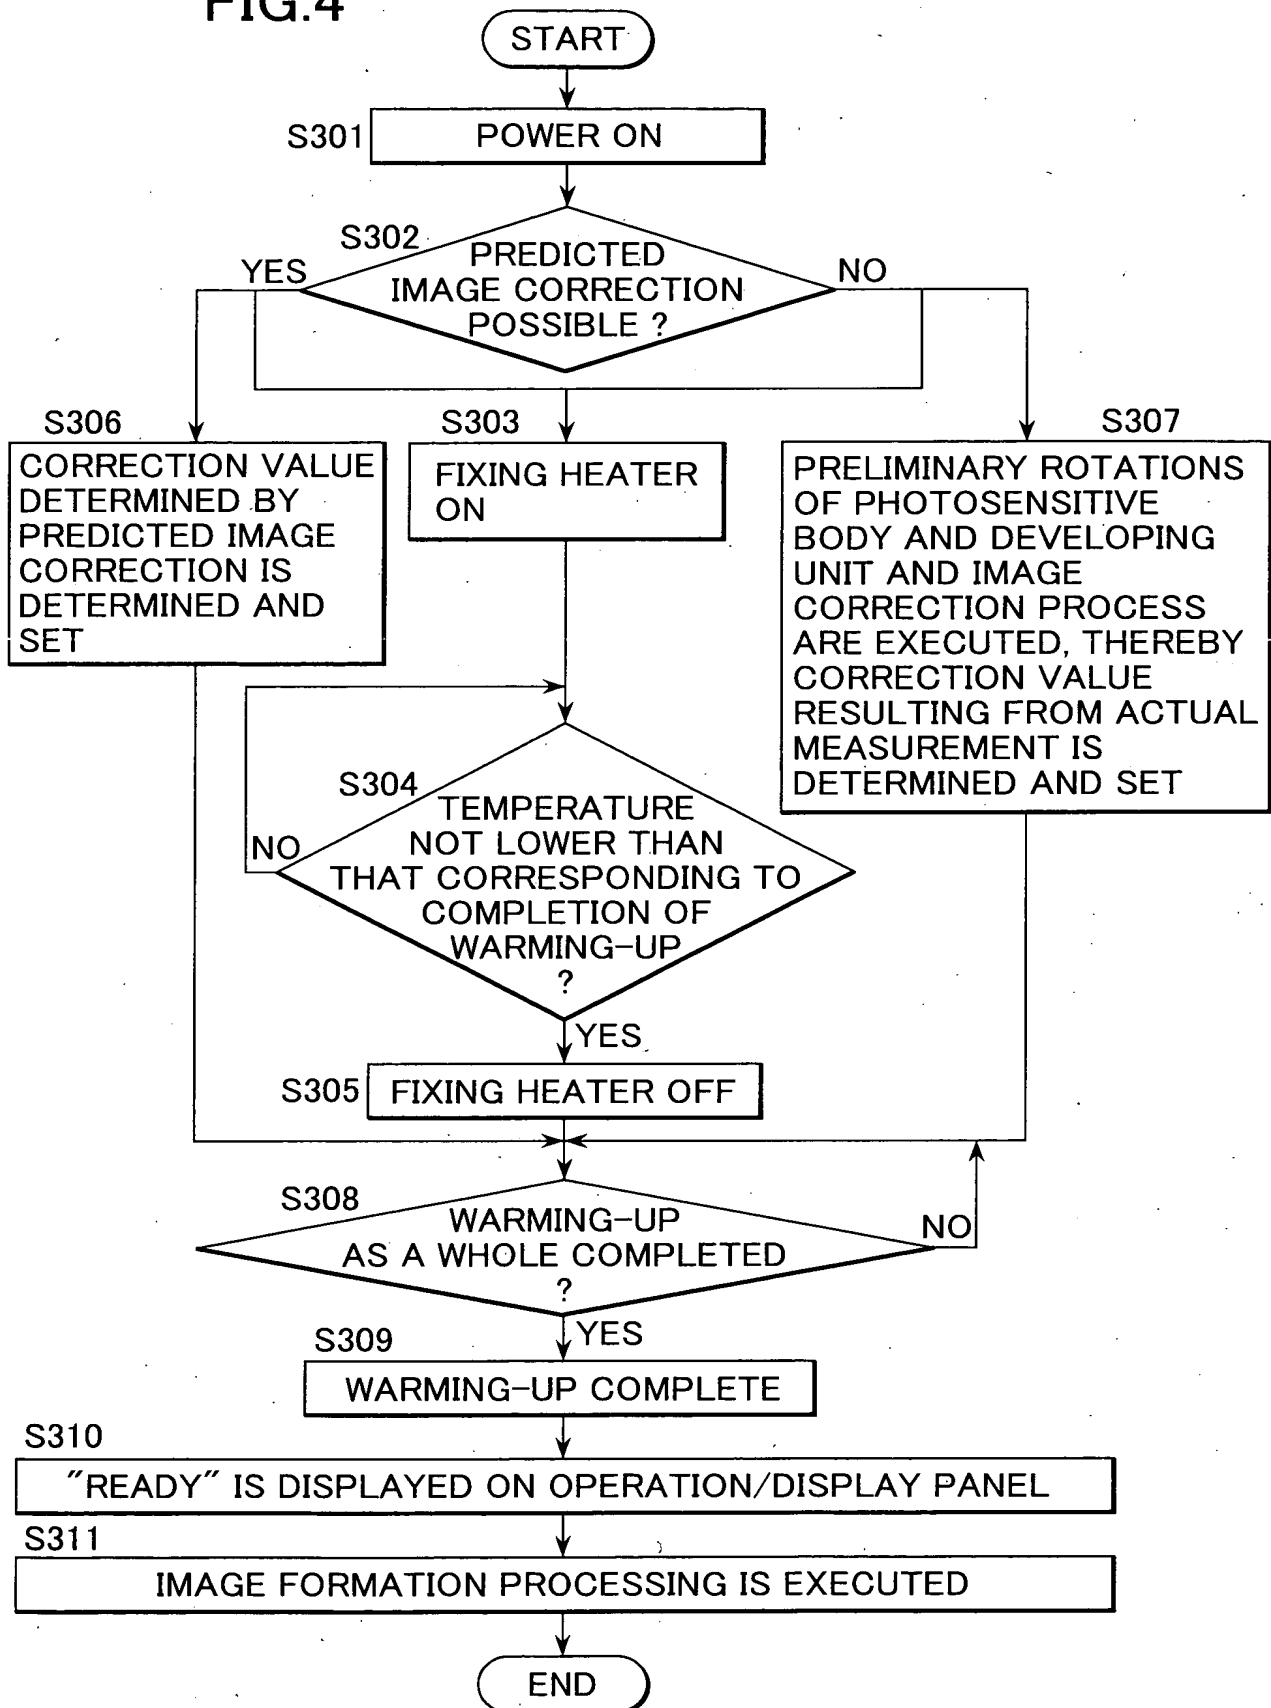 FIG.4
START
S301
POWER ON
S302
PREDICTED
IMAGE CORRECTION
POSSIBLE ?
YES
NO
S306
CORRECTION VALUE
DETERMINED BY
PREDICTED IMAGE
CORRECTION IS
DETERMINED AND
SET
S303
FIXING HEATER
ON
S307
PRELIMINARY ROTATIONS
OF PHOTOSENSITIVE
BODY AND DEVELOPING
UNIT AND IMAGE
CORRECTION PROCESS
ARE EXECUTED, THEREBY
CORRECTION VALUE
RESULTING FROM ACTUAL
MEASUREMENT IS
DETERMINED AND SET
S304
TEMPERATURE
NOT LOWER THAN
THAT CORRESPONDING TO
COMPLETION OF
WARMING-UP
?
NO
YES
S305
FIXING HEATER OFF
S308
WARMING-UP
AS A WHOLE COMPLETED
?
NO
YES
S309
WARMING-UP COMPLETE
S310
"READY" IS DISPLAYED ON OPERATION/DISPLAY PANEL
S311
IMAGE FORMATION PROCESSING IS EXECUTED
END